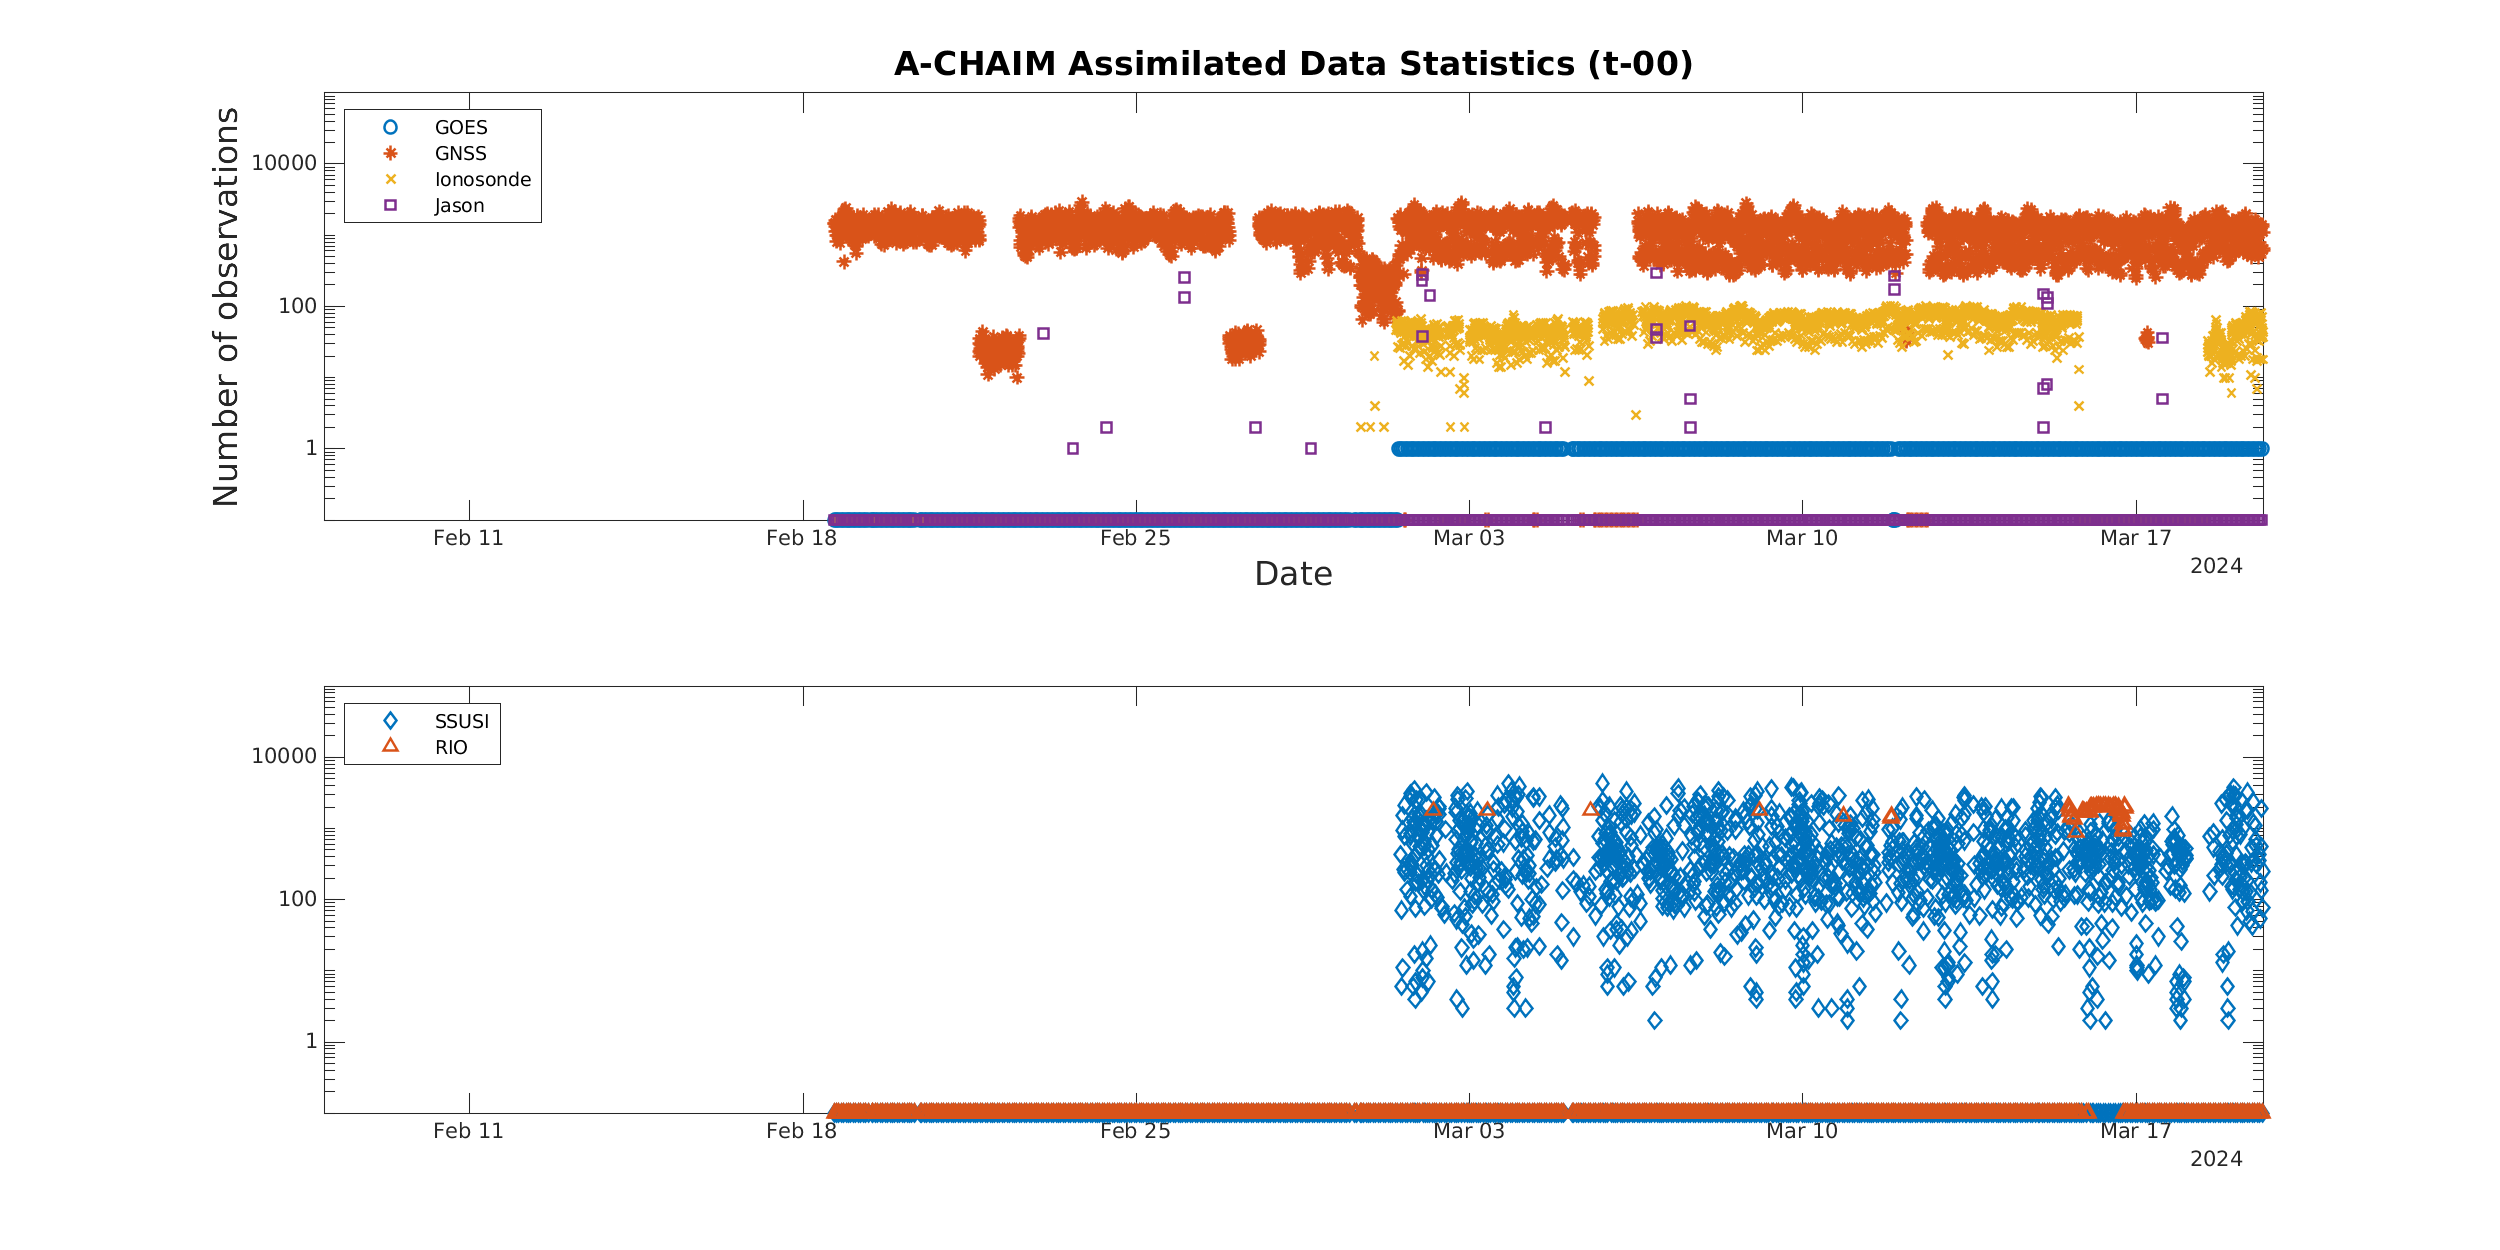 A-CHAIM Assimilated Data Statistics (t-00)
GOES
GNSS
Ionosonde
Jason
Number of observations
10000
100
1
Feb 11
Feb 18
Feb 25
Mar 03
Mar 10
Mar 17
2024
Date
SSUSI
RIO
10000
100
1
Feb 11
Feb 18
Feb 25
Mar 03
Mar 10
Mar 17
2024